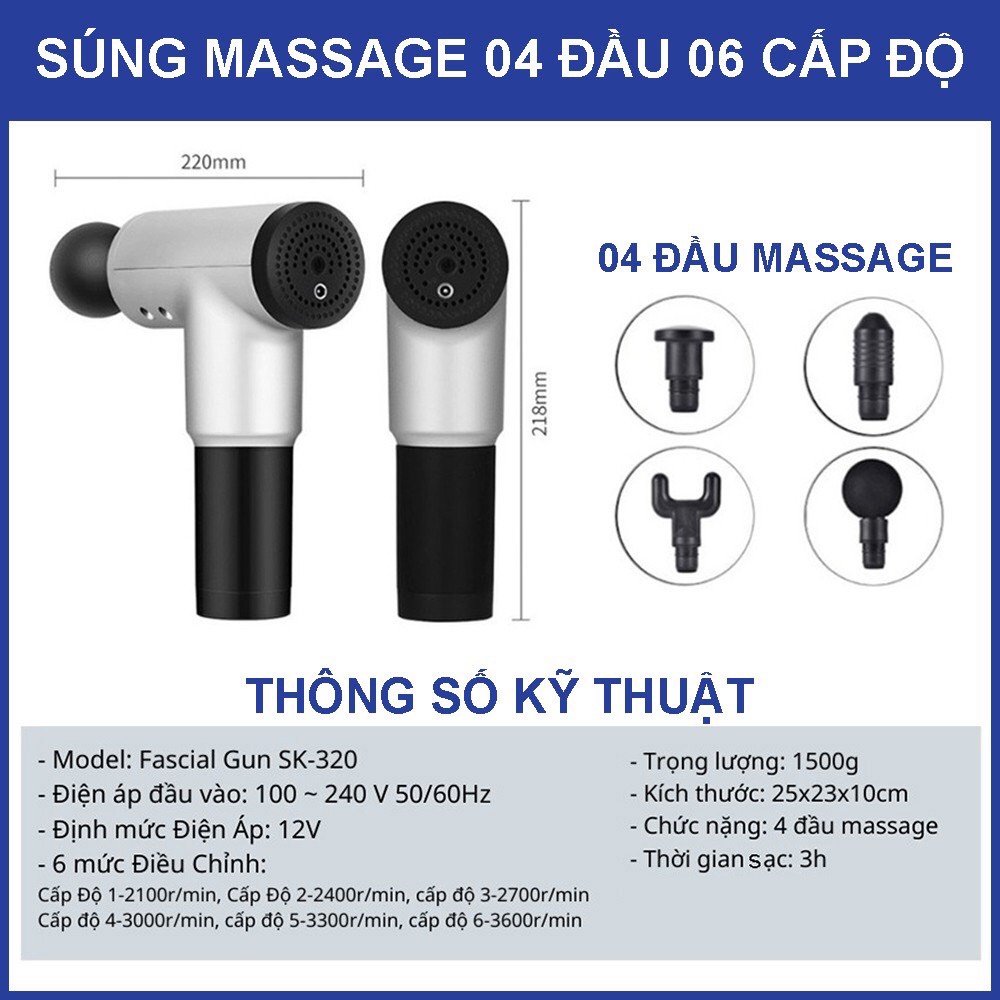 SÚNG MASSAGE 04 ĐẦU 06 CẤP ĐỘ
220mm
218mm
04 ĐẦU MASSAGE
THÔNG SỐ KỸ THUẬT
- Model: Fascial Gun SK-320
- Điện áp đầu vào: 100 ~ 240 V 50/60Hz
- Định mức Điện Áp: 12V
- 6 mức Điều Chỉnh:
Cấp Độ 1-2100r/min, Cấp Độ 2-2400r/min, cấp độ 3-2700r/min
Cấp độ 4-3000r/min, cấp độ 5-3300r/min, cấp độ 6-3600r/min
- Trọng lượng: 1500g
- Kích thước: 25x23x10cm
- Chức nặng: 4 đầu massage
- Thời gian sạc: 3h